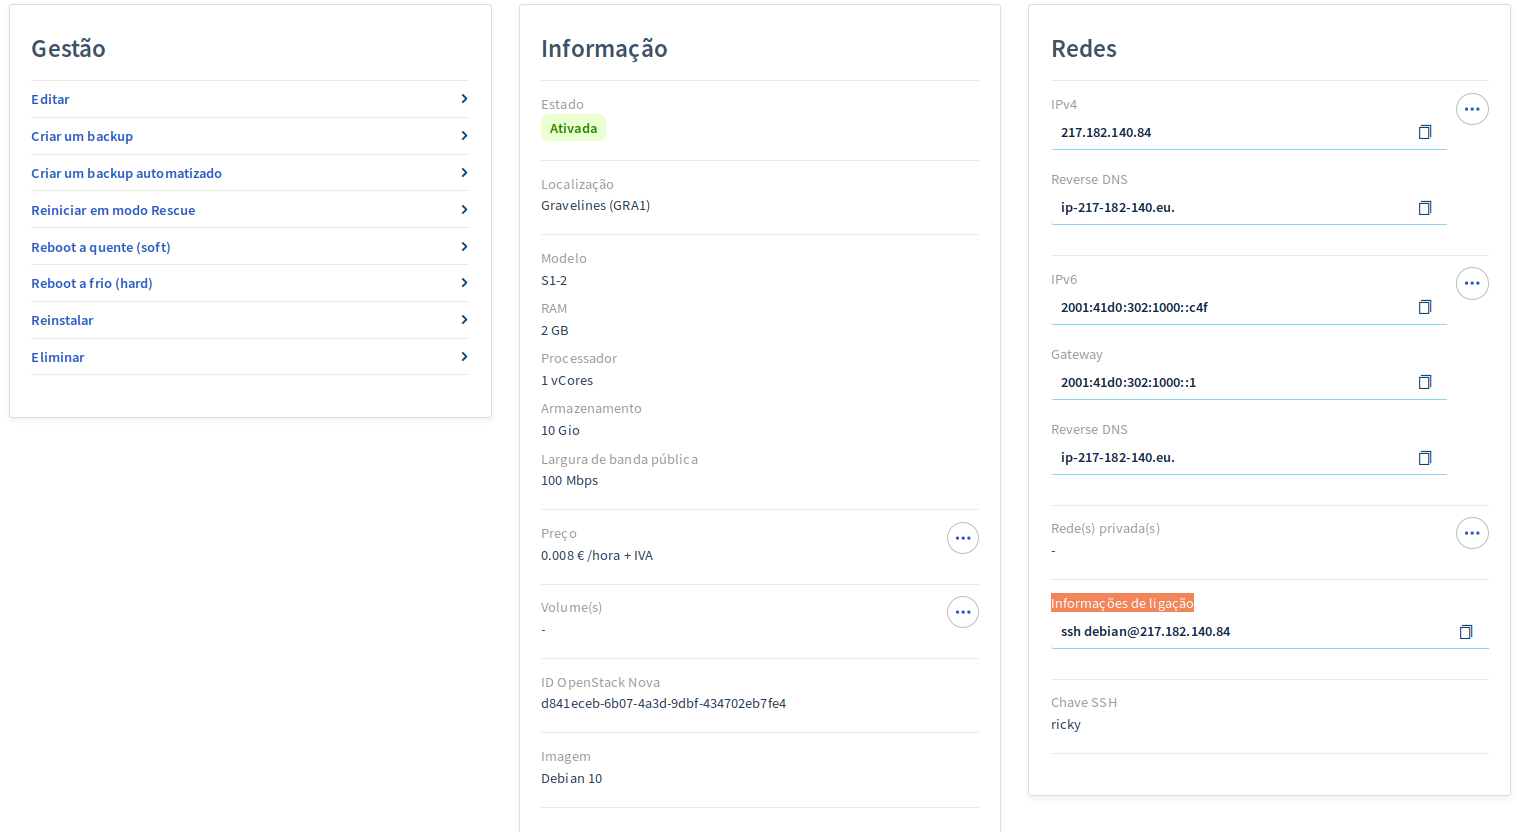 Gestão
Editar
Criar um backup
Criar um backup automatizado
Reiniciar em modo Rescue
Reboot a quente (soft)
Reboot a frio (hard)
Reinstalar
Eliminar
Informação
Estado
Ativada
Localização
Gravelines (GRA1)
Modelo
S1-2
RAM
2 GB
Processador
1 vCores
Armazenamento
10 Gio
Largura de banda pública
100 Mbps
Preço
0.008 € /hora + IVA
Volume(s)
-
ID OpenStack Nova
d841eceb-6b07-4a3d-9dbf-434702eb7fe4
Imagem
Debian 10
Redes
IPv4
217.182.140.84
Reverse DNS
ip-217-182-140.eu.
IPv6
2001:41d0:302:1000::c4f
Gateway
2001:41d0:302:1000::1
Reverse DNS
ip-217-182-140.eu.
Rede(s) privada(s)
-
Informações de ligação
ssh debian@217.182.140.84
Chave SSH
ricky